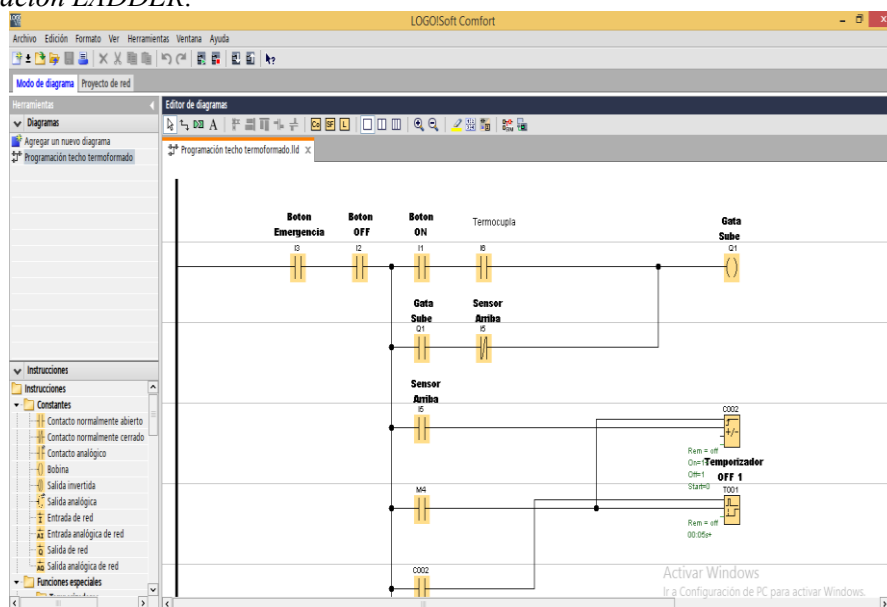 ación LADDER.
LOGO!Soft Comfort
Archivo Edición Formato Ver Herramientas Ventana Ayuda
Modo de diagrama Proyecto de red
Herramientas
Editor de diagramas
Diagramas
Agregar un nuevo diagrama
Programación techo termoformado
Programación techo termoformado.lld
Boton Boton Boton Termocupla Gata
Emergencia OFF ON Sube
I3 I2 I1 I6 Q1
Gata Sensor
Sube Arriba
Q1 I5
Instrucciones
Instrucciones
Constantes
Contacto normalmente abierto
Contacto normalmente cerrado
Contacto analógico
Bobina
Salida invertida
Salida analógica
Entrada de red
Entrada analógica de red
Salida de red
Salida analógica de red
Funciones especiales
Sensor
Arriba
I5 C002
+/-
Rem = off
On=1
Off=1
Start=0
Temporizador
OFF 1
M4 T001
Rem = off
00:05s+
C002
Activar Windows
Ir a Configuración de PC para activar Windows.